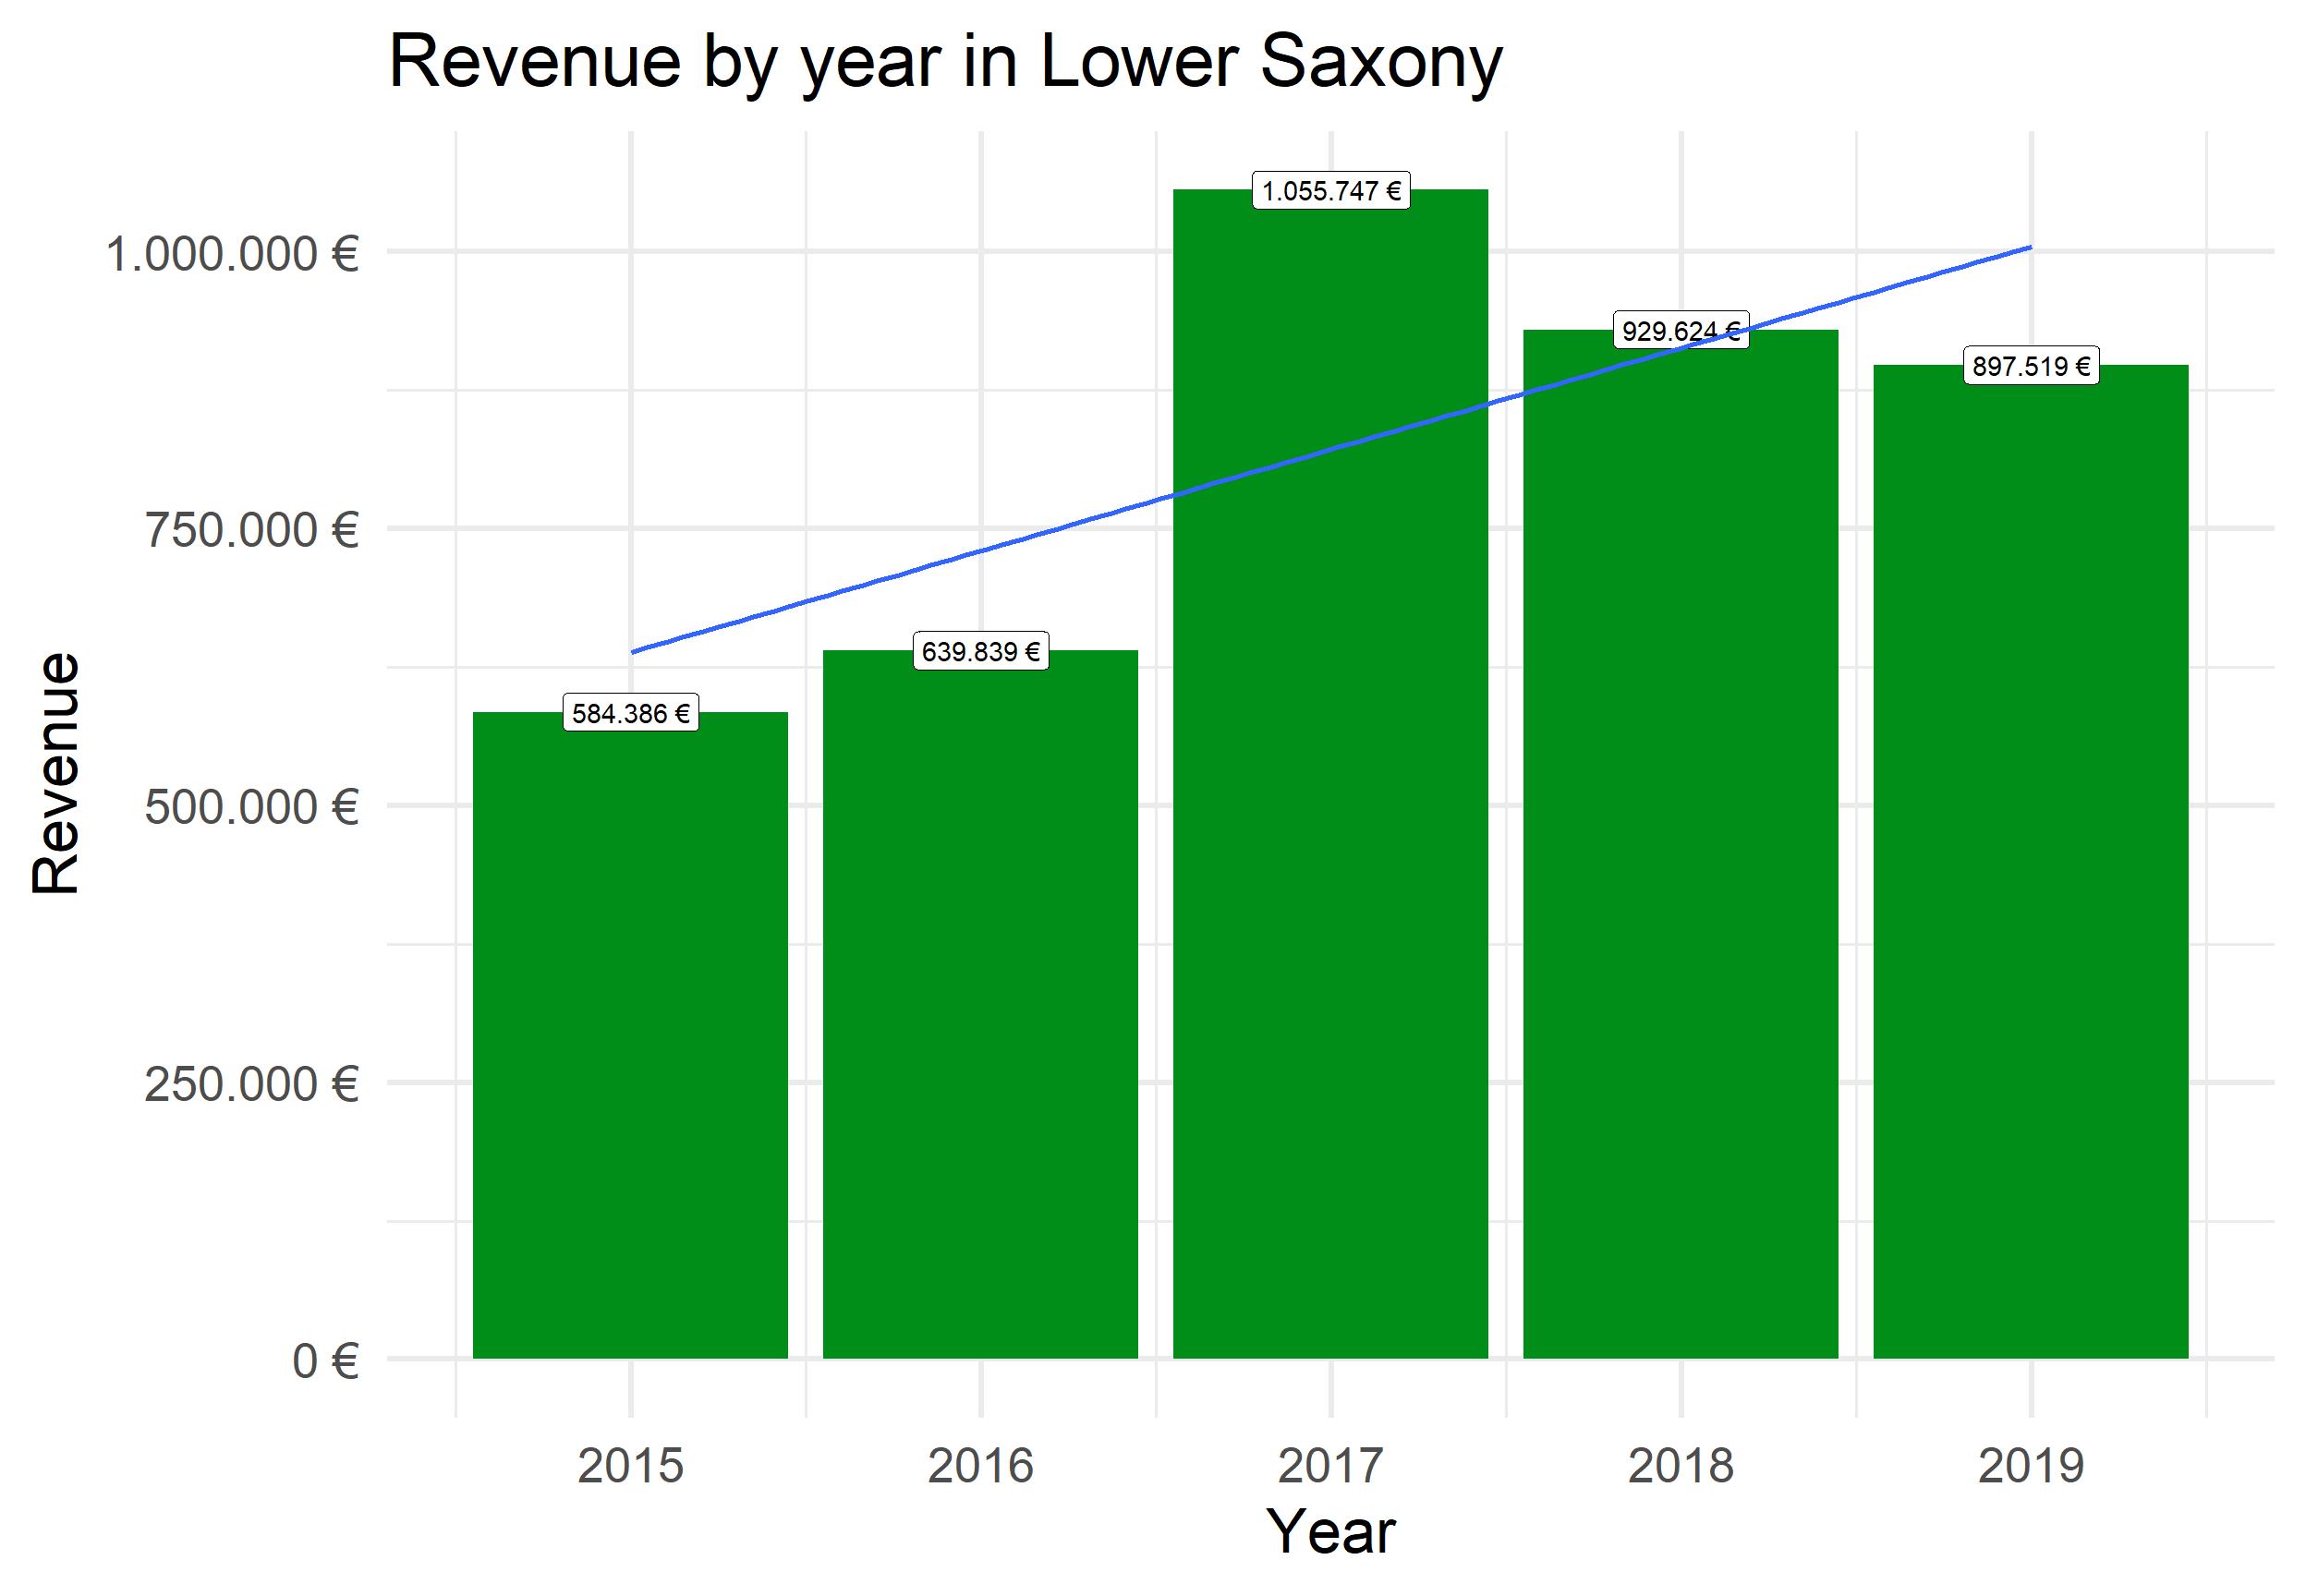 Revenue by year in Lower Saxony
1.055.747 €
1.000.000 €
929.624 €
897.519 €
750.000 €
639.839 €
584.386 €
500.000 €
250.000 €
0 €
Revenue
2015 2016 2017 2018 2019
Year